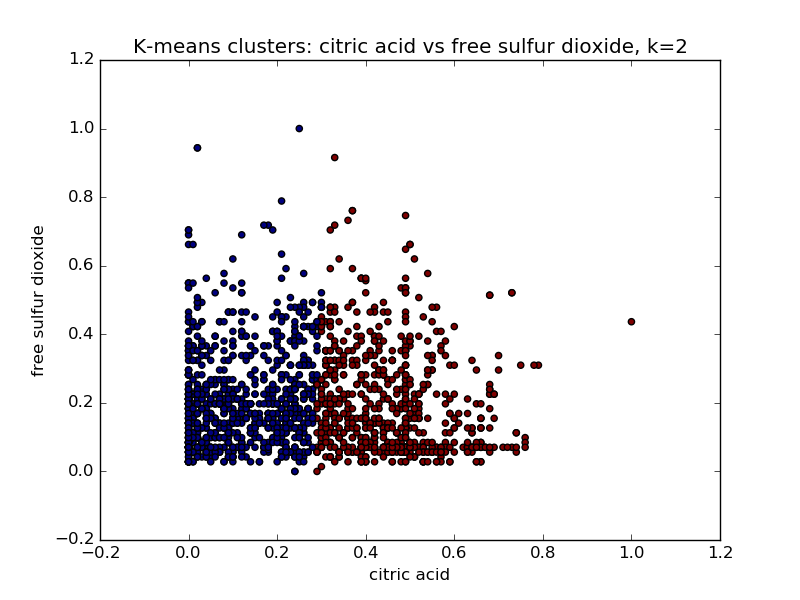 K-means clusters: citric acid vs free sulfur dioxide, k=2
1.2
1.0
0.8
0.6
0.4
0.2
0.0
−0.2
free sulfur dioxide
−0.2 0.0 0.2 0.4 0.6 0.8 1.0 1.2
citric acid